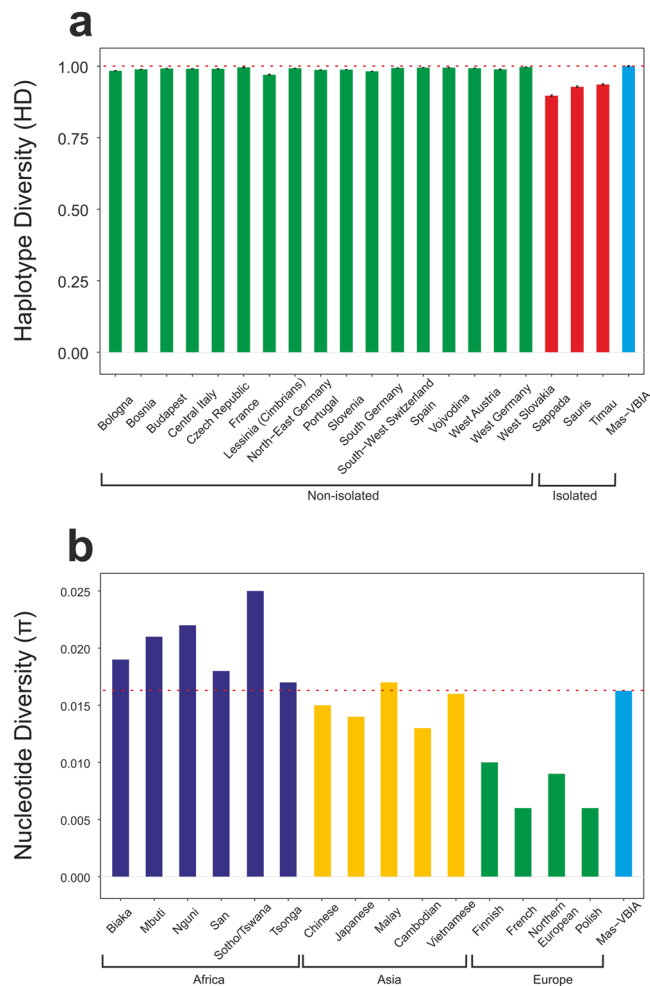 a
Haplotype Diversity (HD)
1.00
0.75
0.50
0.25
0.00
Bologna
Bosnia
Budapest
Central Italy
Czech Republic
France
Lessinia (Cimbrians)
North−East Germany
Portugal
Slovenia
South Germany
South−West Switzerland
Spain
Vojvodina
West Austria
West Germany
West Slovakia
Sappada
Sauris
Timau
Mas−VBIA
Non-isolated
Isolated
b
Nucleotide Diversity (π)
0.025
0.020
0.015
0.010
0.005
0.000
Biaka
Mbuti
Nguni
San
Sotho/Tswana
Tsonga
Chinese
Japanese
Malay
Cambodian
Vietnamese
Finnish
French
Northern
European
Polish
Mas−VBIA
Africa
Asia
Europe